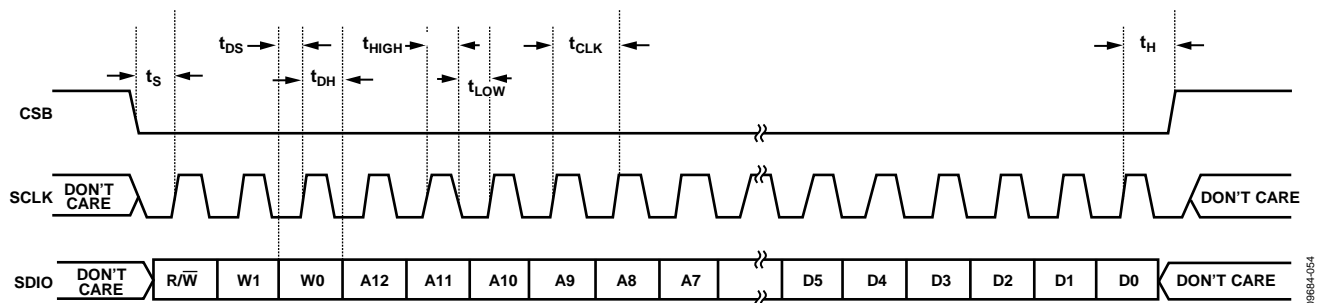 tDS
tHIGH
tCLK
tH
tS
tDH
tLOW
CSB
SCLK
DON'T
CARE
DON'T CARE
SDIO
DON'T
CARE
R/W̅
W1
W0
A12
A11
A10
A9
A8
A7
D5
D4
D3
D2
D1
D0
DON'T CARE
09684-054